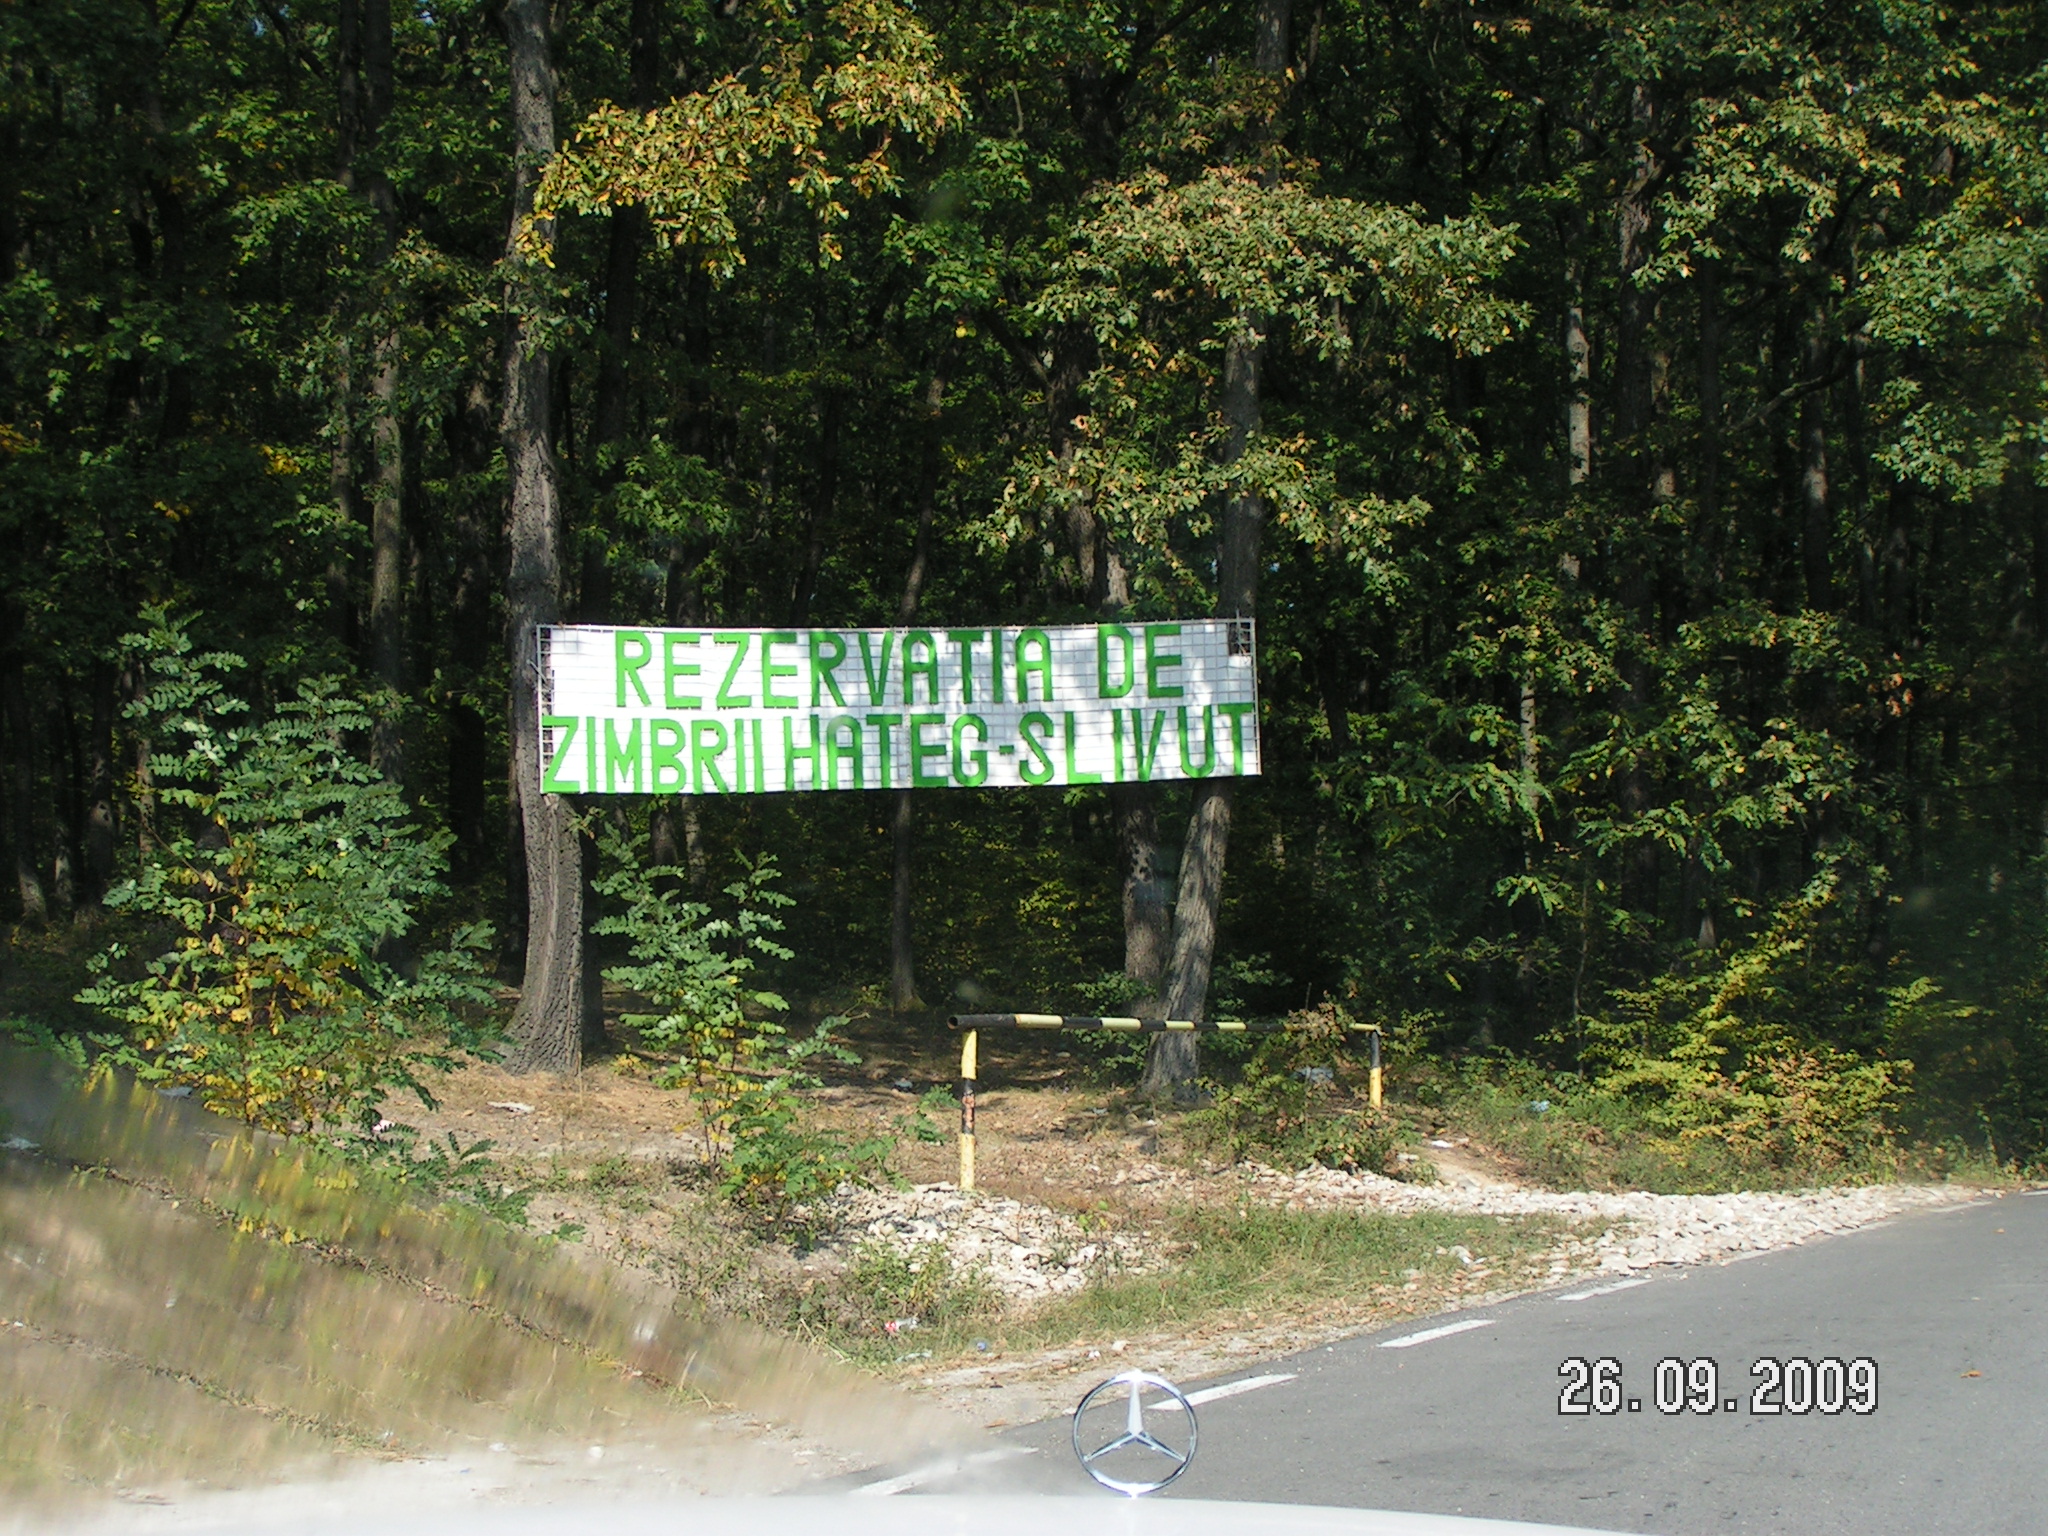 REZERVATIA DE
ZIMBRII HATEG-SLIVUT
26.09.2009